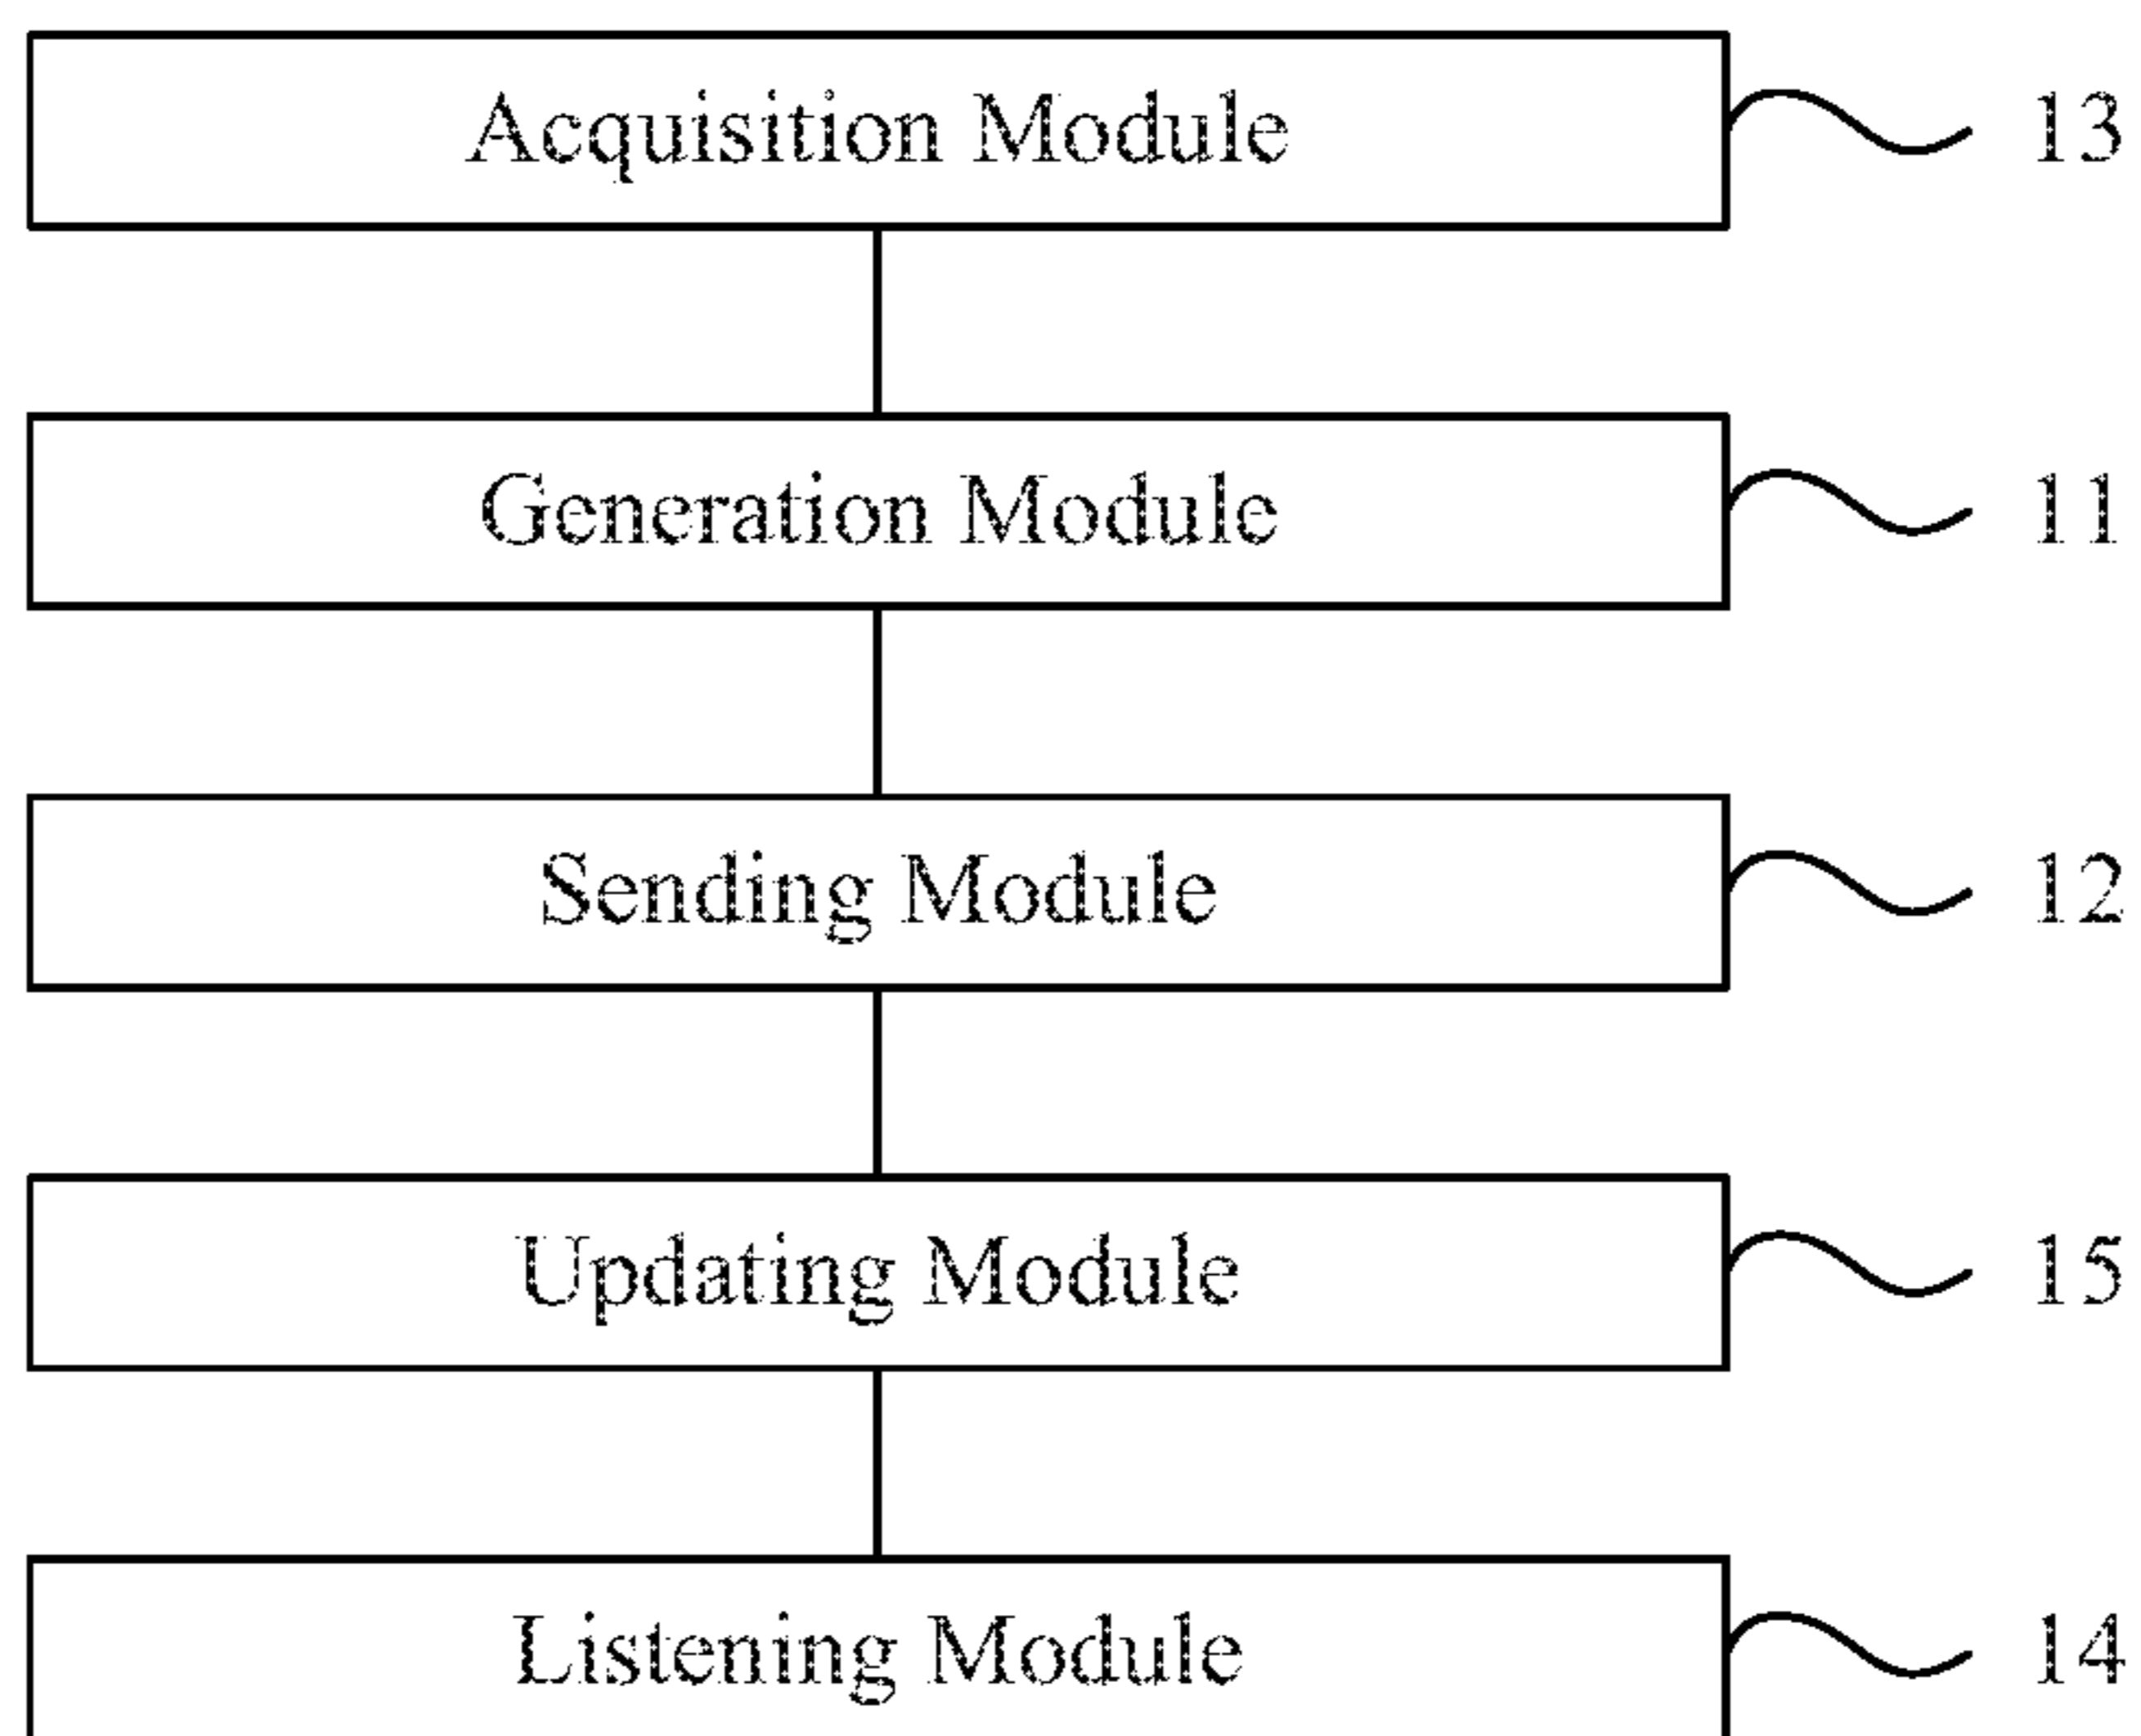 Acquisition Module 13
Generation Module 11
Sending Module 12
Updating Module 15
Listening Module 14